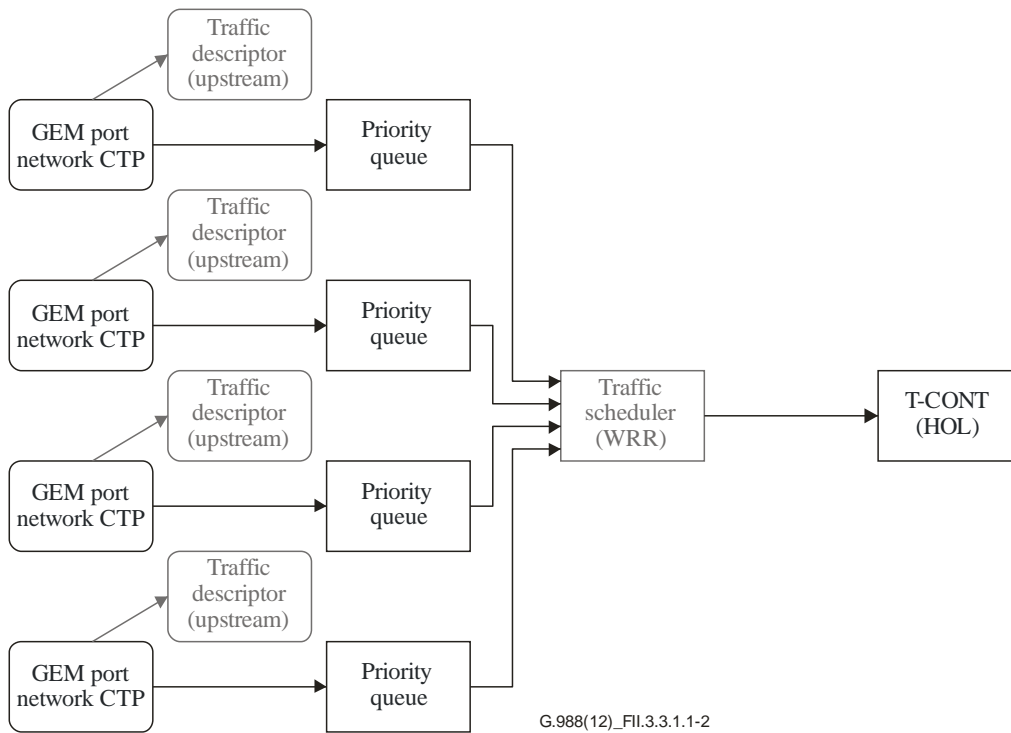 Traffic
descriptor
(upstream)
GEM port
network CTP
Priority
queue
Traffic
descriptor
(upstream)
GEM port
network CTP
Priority
queue
Traffic
descriptor
(upstream)
GEM port
network CTP
Priority
queue
Traffic
descriptor
(upstream)
GEM port
network CTP
Priority
queue
Traffic
scheduler
(WRR)
T-CONT
(HOL)
G.988(12)_FII.3.3.1.1-2